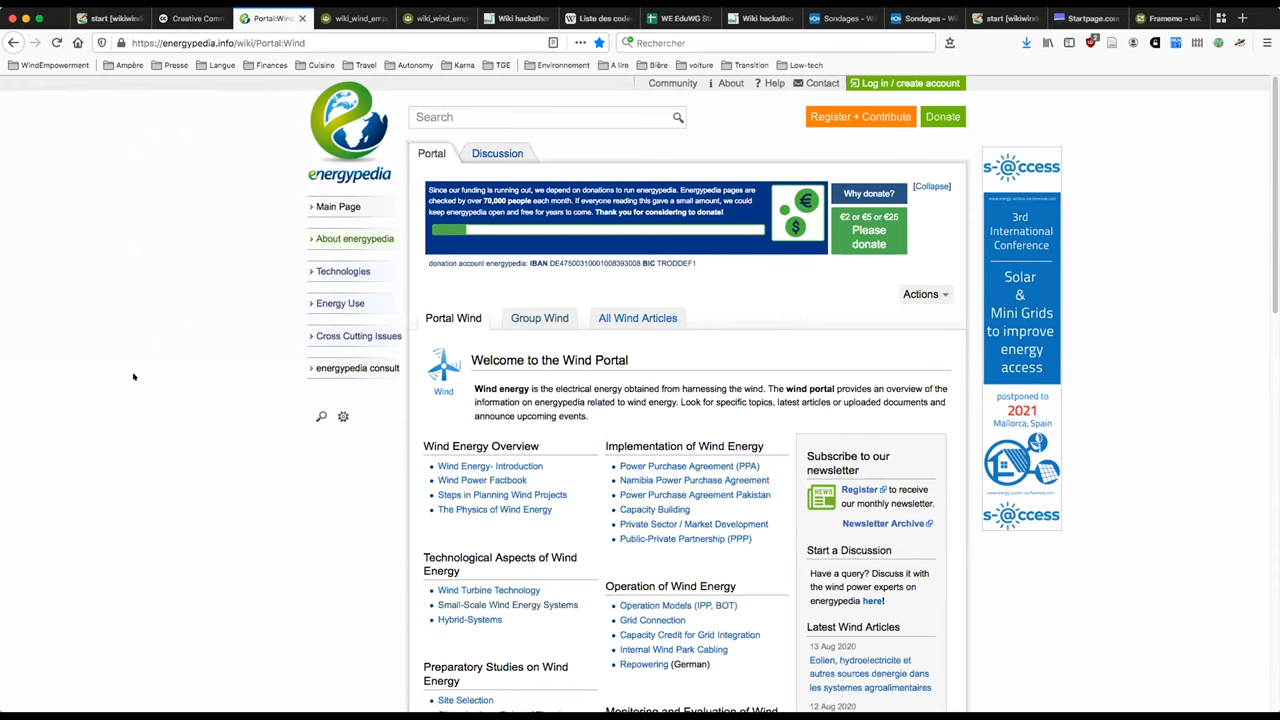 start [wikiwind
Creative Comm
Portal:Wind
wiki_wind_emp
wiki_wind_emp
Wiki hackathor
Liste des code
WE EduWG Str
Wiki hackathor
Sondages - Wi
Sondages - Wi
start [wikiwind
Startpage.com
Framemo – wik
https://energypedia.info/wiki/Portal:Wind
Rechercher
WindEmpowerment
Ampère
Presse
Langue
Finances
Cuisine
Travel
Autonomy
Karna
TGE
Environnement
A lire
Bière
voiture
Transition
Low-tech
Community
About
Help
Contact
Log in / create account
energypedia
Search
Register + Contribute
Donate
Main Page
About energypedia
Technologies
Energy Use
Cross Cutting Issues
energypedia consult
Portal
Discussion
Since our funding is running out, we depend on donations to run energypedia. Energypedia pages are
checked by over 70,000 people each month. If everyone reading this gave a small amount, we could
keep energypedia open and free for years to come. Thank you for considering to donate!
Why donate?
€2 or €5 or €25
Please
donate
[Collapse]
donation account energypedia: IBAN DE47500310001008393008 BIC TRODDEF1
Actions
Portal Wind
Group Wind
All Wind Articles
Wind
Welcome to the Wind Portal
Wind energy is the electrical energy obtained from harnessing the wind. The wind portal provides an overview of the
information on energypedia related to wind energy. Look for specific topics, latest articles or uploaded documents and
announce upcoming events.
Wind Energy Overview
Wind Energy- Introduction
Wind Power Factbook
Steps in Planning Wind Projects
The Physics of Wind Energy
Technological Aspects of Wind
Energy
Wind Turbine Technology
Small-Scale Wind Energy Systems
Hybrid-Systems
Preparatory Studies on Wind
Energy
Site Selection
Implementation of Wind Energy
Power Purchase Agreement (PPA)
Namibia Power Purchase Agreement
Power Purchase Agreement Pakistan
Capacity Building
Private Sector / Market Development
Public-Private Partnership (PPP)
Operation of Wind Energy
Operation Models (IPP, BOT)
Grid Connection
Capacity Credit for Grid Integration
Internal Wind Park Cabling
Repowering (German)
Monitoring and Evaluation of Wind
Subscribe to our
newsletter
NEWS
Register to receive
our monthly newsletter.
Newsletter Archive
Start a Discussion
Have a query? Discuss it with
the wind power experts on
energypedia here!
Latest Wind Articles
13 Aug 2020
Eolien, hydroelectricite et
autres sources denergie dans
les systemes agroalimentaires
12 Aug 2020
s-@ccess
www.energy-access-conferences.com
3rd
International
Conference
Solar
&
Mini Grids
to improve
energy
access
postponed to
2021
Mallorca, Spain
www.energy-access-conferences.com
s-@ccess